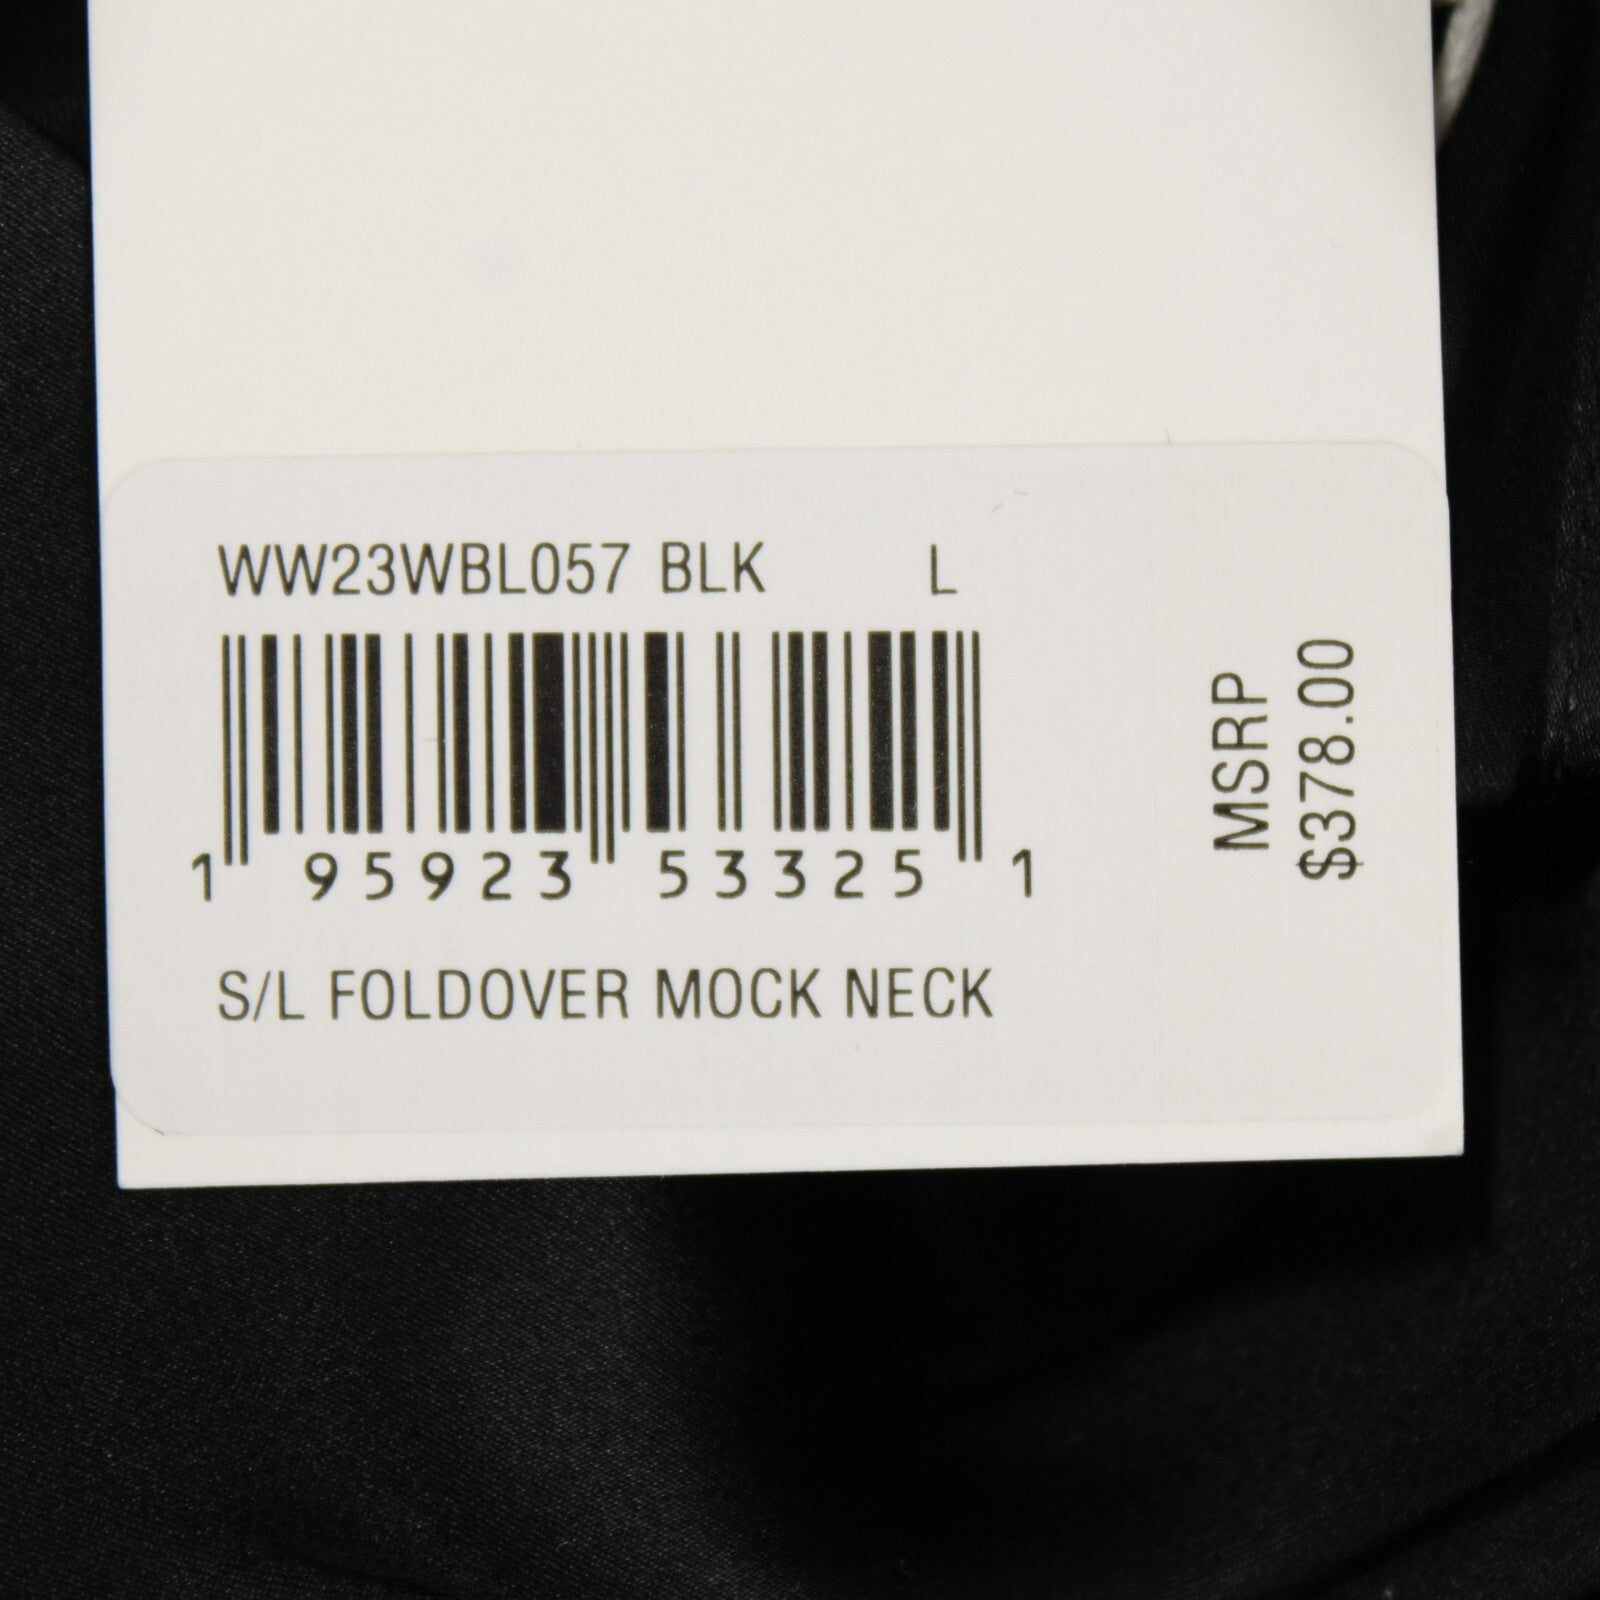 WW23WBL057 BLK L
1 95923 53325 1
S/L FOLDOVER MOCK NECK
MSRP
$378.00